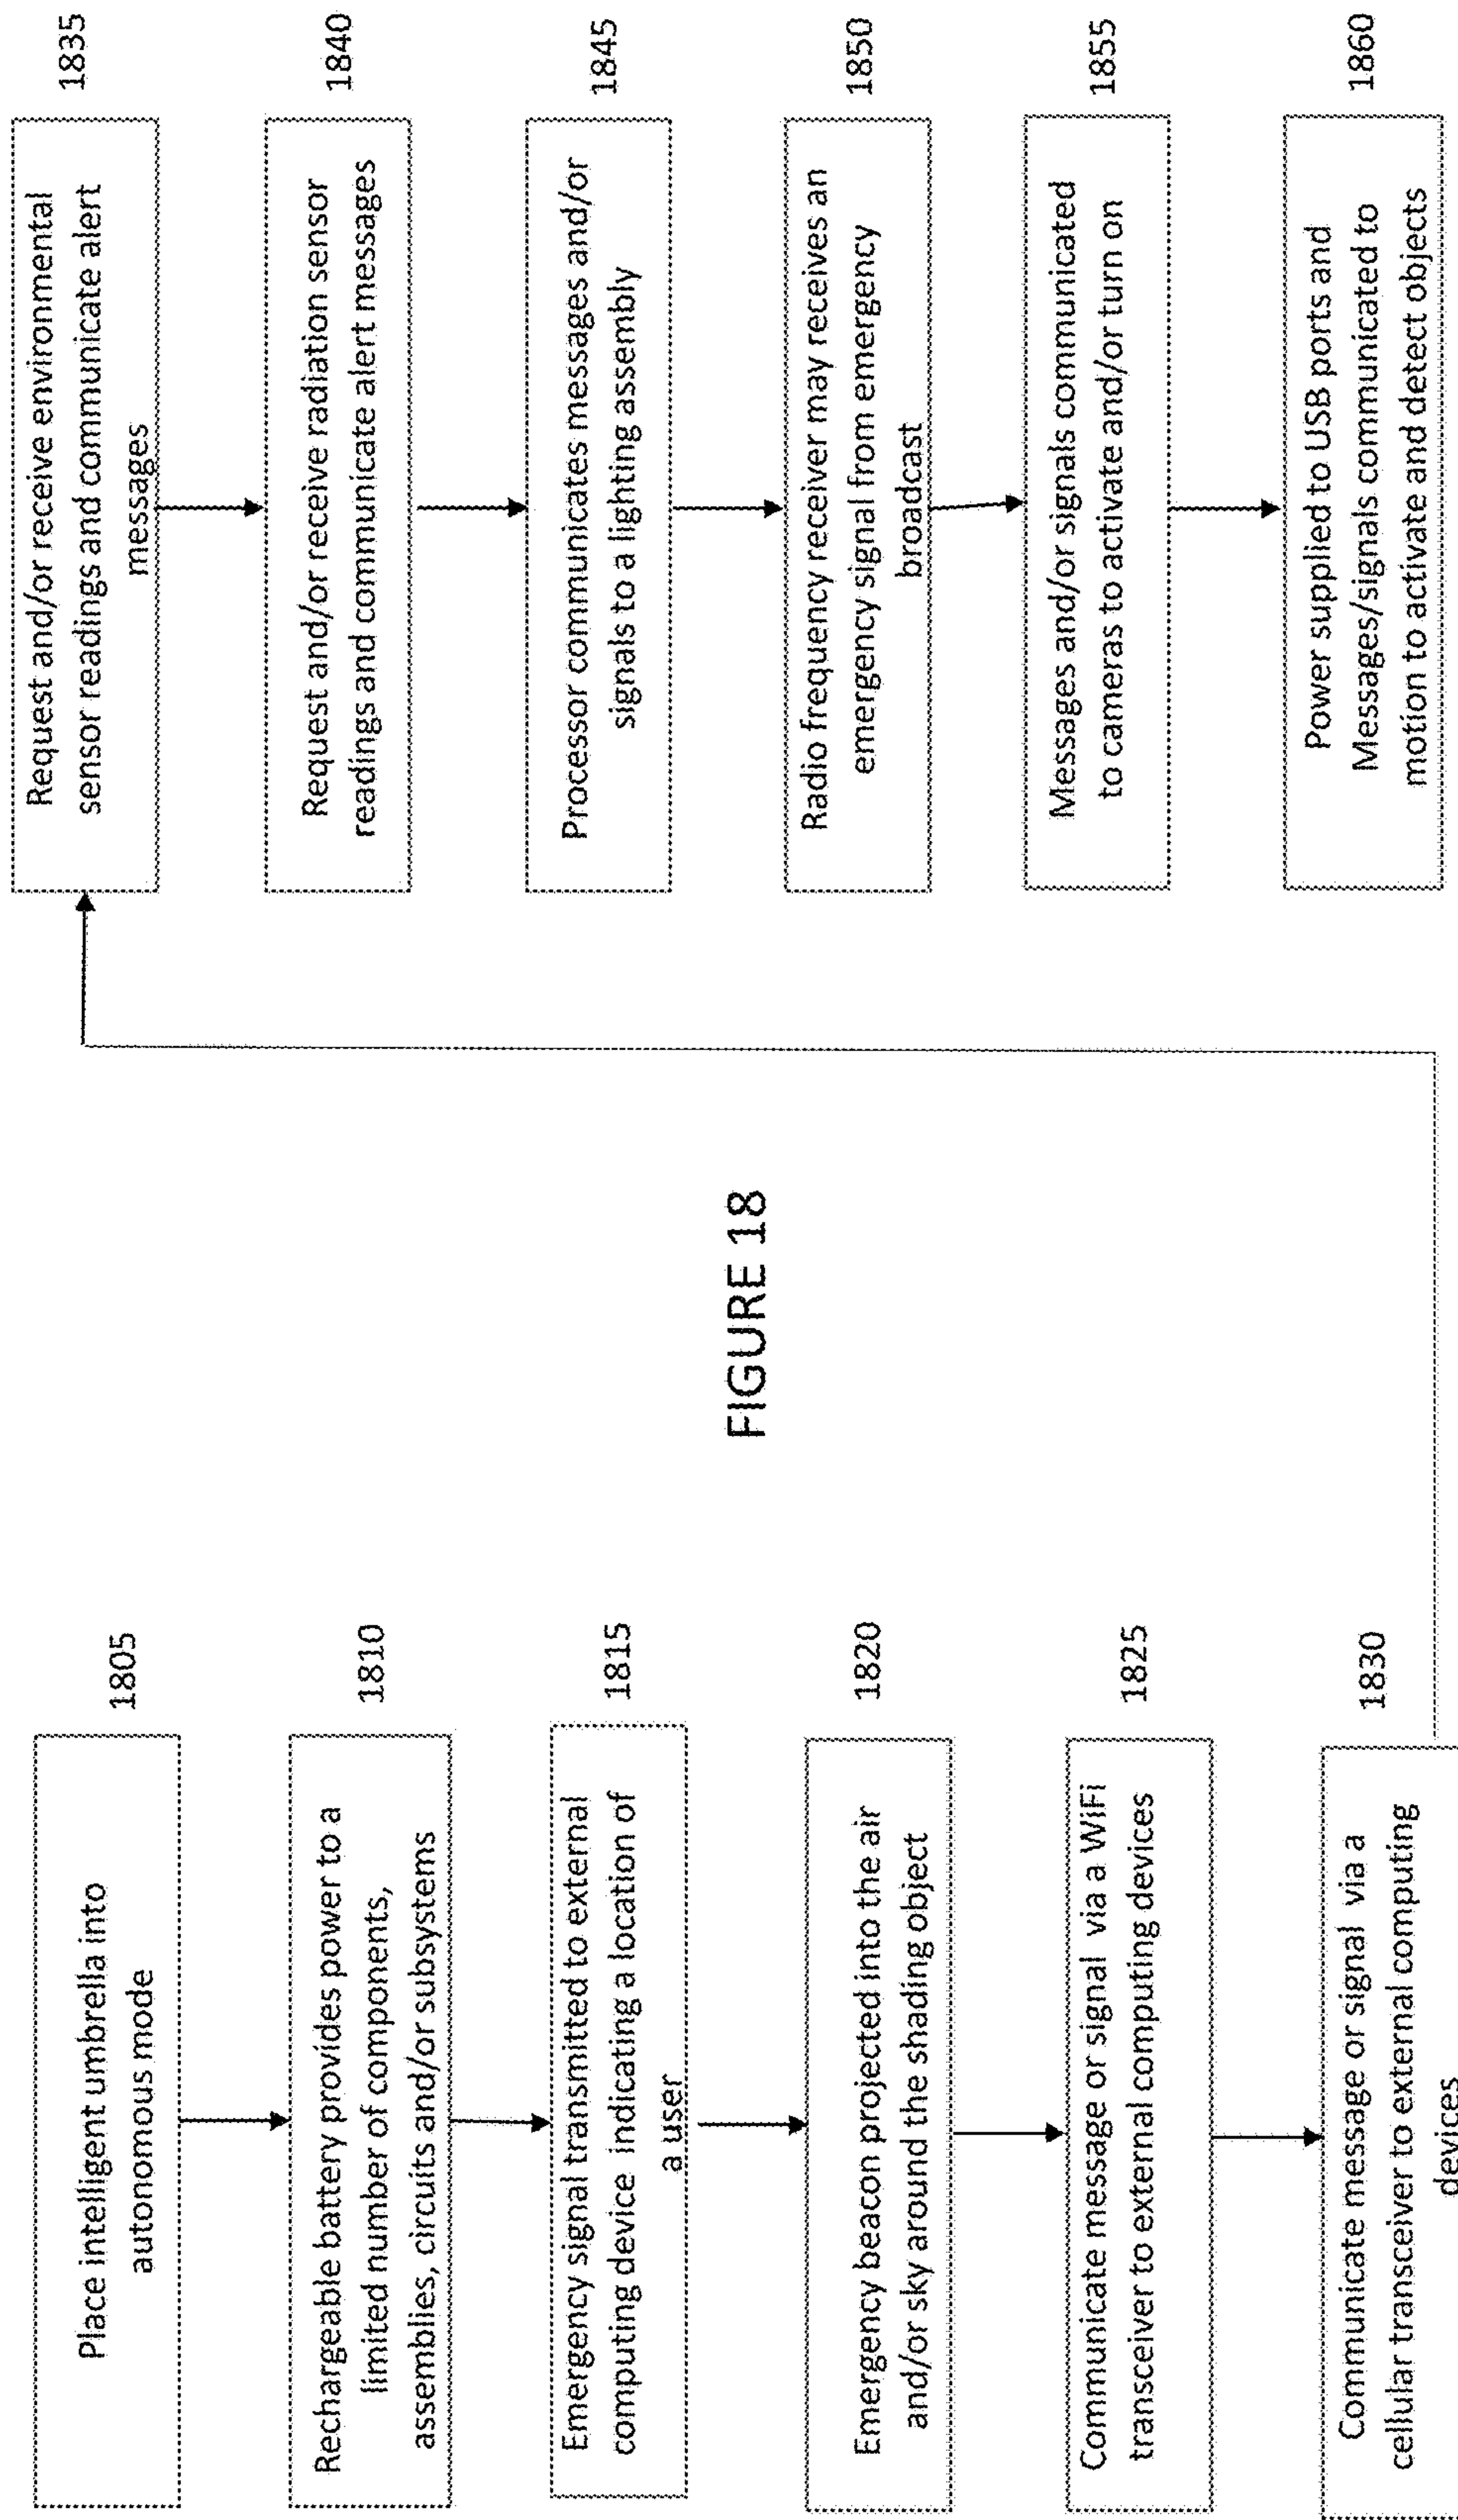 Place intelligent umbrella into
autonomous mode
1805
Rechargeable battery provides power to a
limited number of components,
assemblies, circuits and/or subsystems
1810
Emergency signal transmitted to external
computing device indicating a location of
a user
1815
Emergency beacon projected into the air
and/or sky around the shading object
1820
Communicate message or signal via a WiFi
transceiver to external computing devices
1825
Communicate message or signal via a
cellular transceiver to external computing
devices
1830
FIGURE 18
Request and/or receive environmental
sensor readings and communicate alert
messages
1835
Request and/or receive radiation sensor
readings and communicate alert messages
1840
Processor communicates messages and/or
signals to a lighting assembly
1845
Radio frequency receiver may receives an
emergency signal from emergency
broadcast
1850
Messages and/or signals communicated
to cameras to activate and/or turn on
1855
Power supplied to USB ports and
Messages/signals communicated to
motion to activate and detect objects
1860